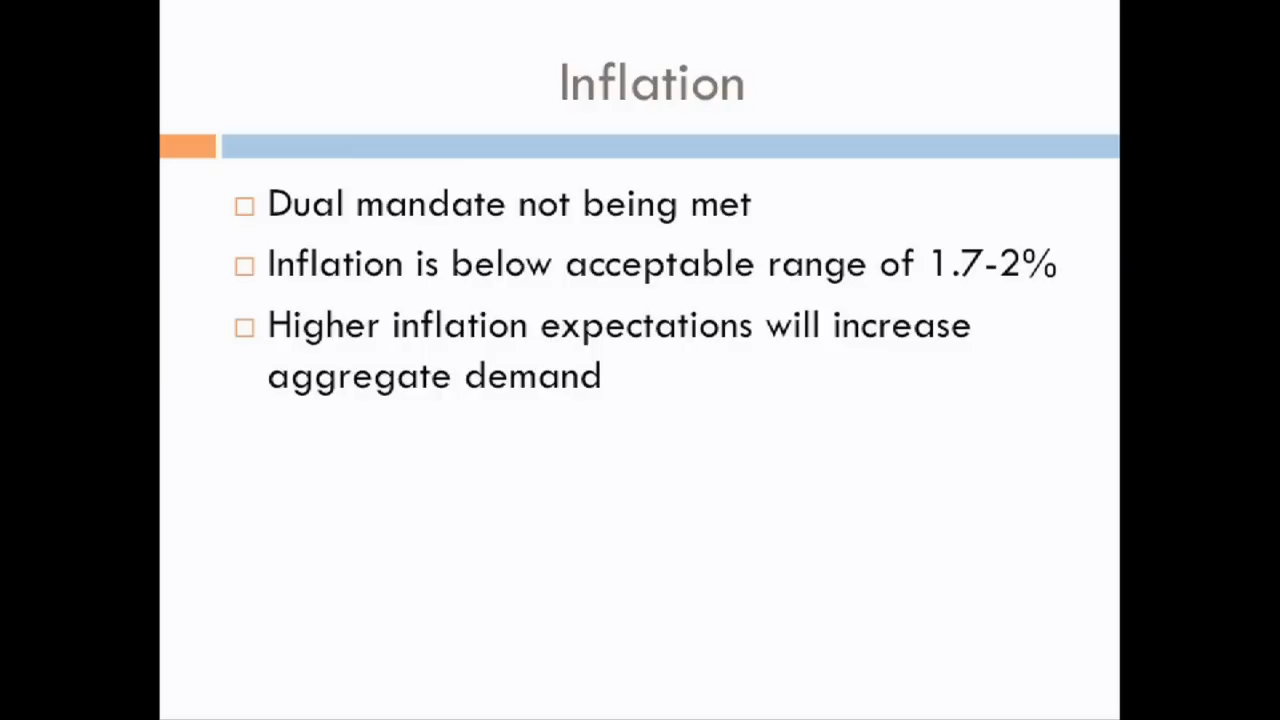 Inflation
Dual mandate not being met
Inflation is below acceptable range of 1.7-2%
Higher inflation expectations will increase
aggregate demand